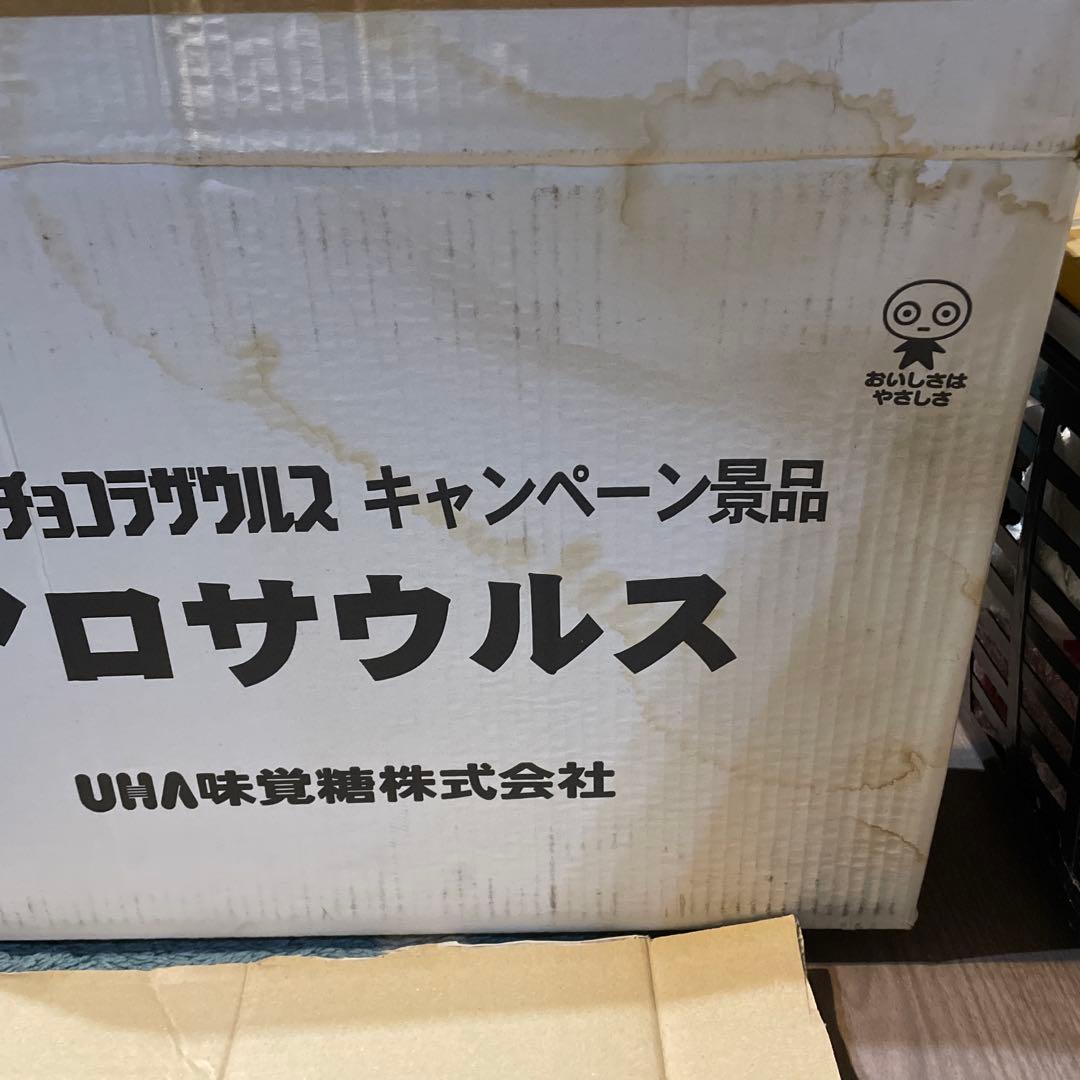 おいしさは
やさしさ
チョコラザウルス キャンペーン景品
アロサウルス
UHA味覚糖株式会社